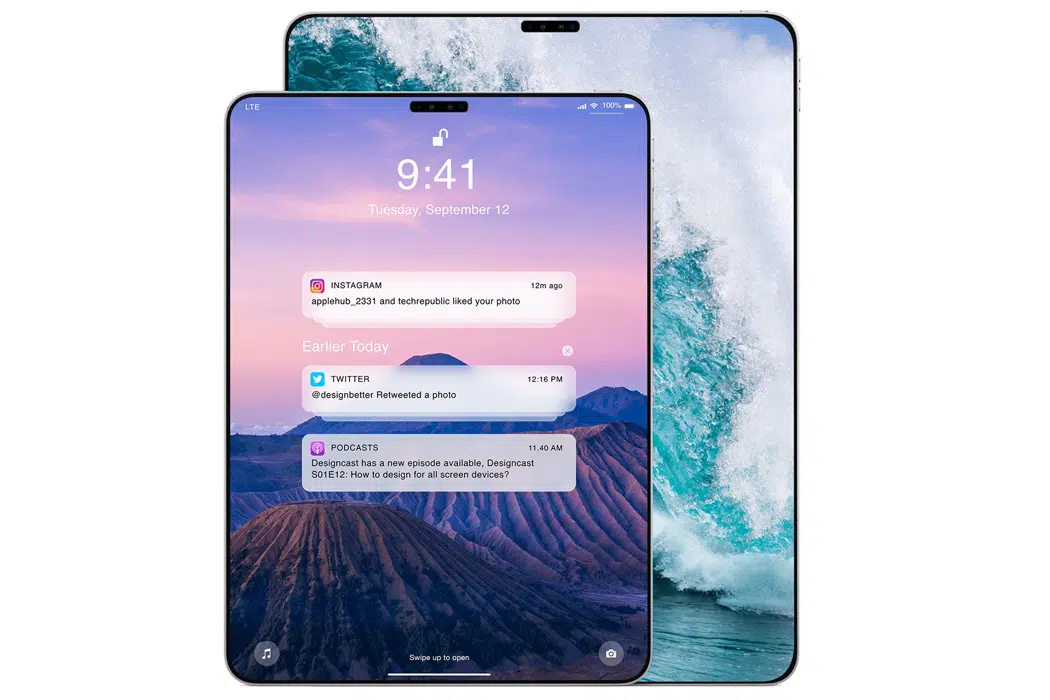 LTE
100%
9:41
Tuesday, September 12
INSTAGRAM 12m ago
applehub_2331 and techrepublic liked your photo
Earlier Today
TWITTER 12:16 PM
@designbetter Retweeted a photo
PODCASTS 11.40 AM
Designcast has a new episode available, Designcast
S01E12: How to design for all screen devices?
Swipe up to open